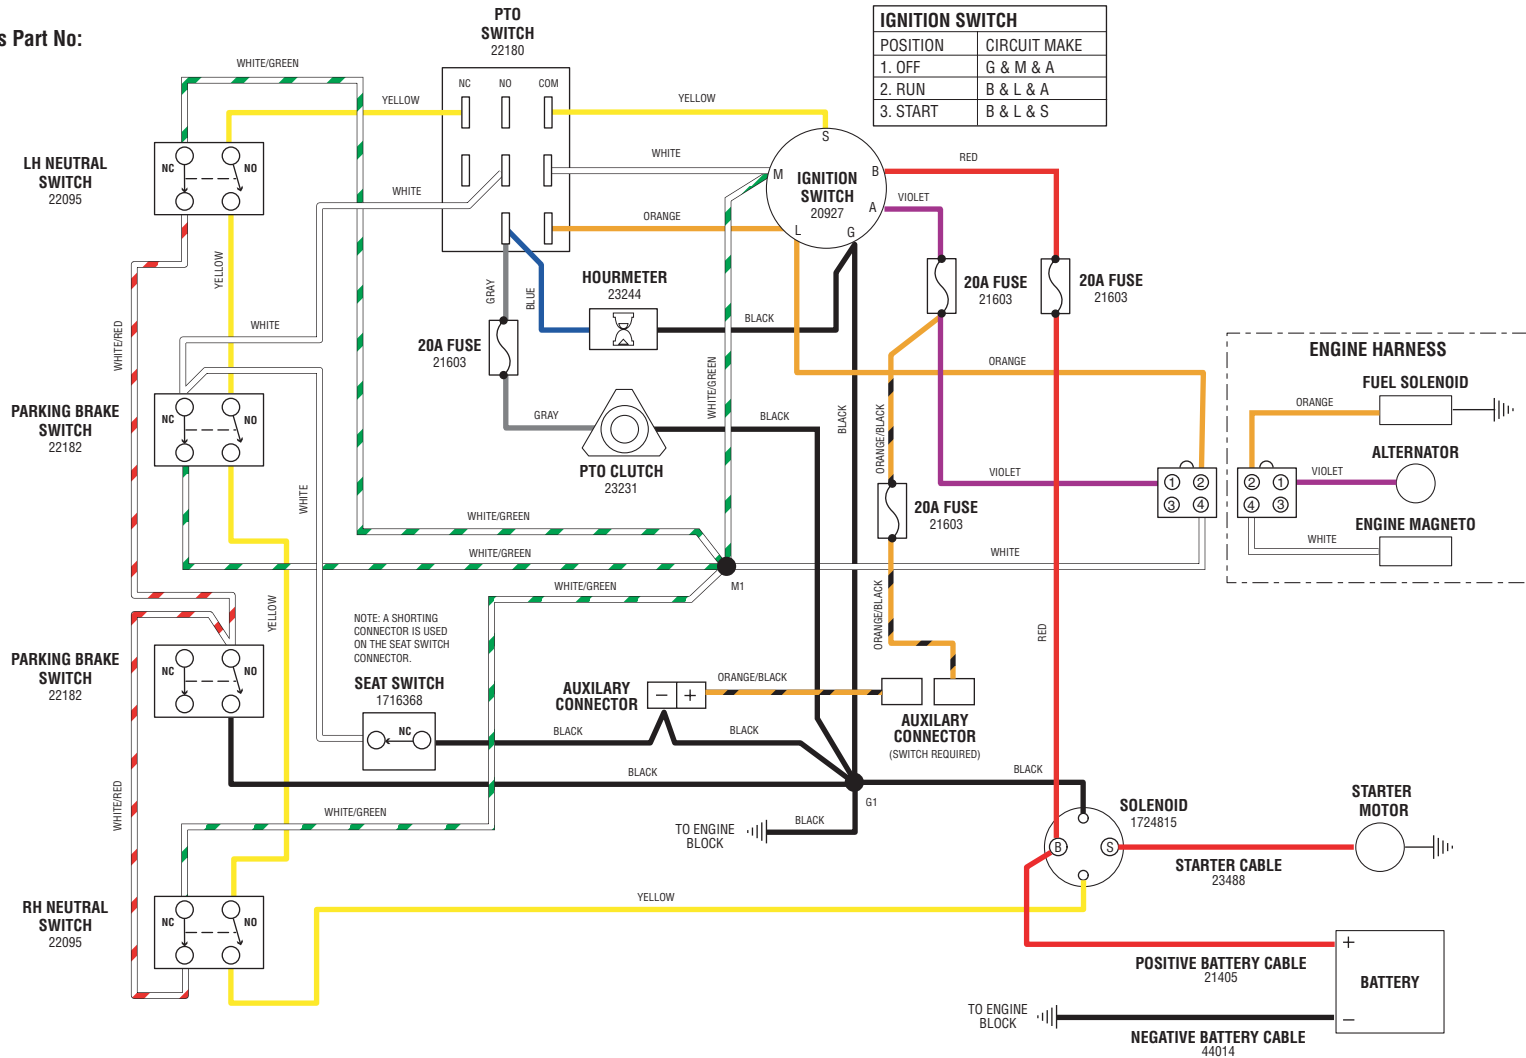 s Part No:
PTO
SWITCH
22180
IGNITION SWITCH
POSITION CIRCUIT MAKE
1. OFF G & M & A
2. RUN B & L & A
3. START B & L & S
WHITE/GREEN
NC NO COM
YELLOW
YELLOW
S
LH NEUTRAL
SWITCH
22095
NC NO
WHITE
WHITE
M B
IGNITION
SWITCH
20927
A
L G
RED
VIOLET
ORANGE
YELLOW
GRAY
BLUE
HOURMETER
23244
BLACK
20A FUSE
21603
20A FUSE
21603
20A FUSE
21603
WHITE
WHITE/RED
WHITE/GREEN
ORANGE
ENGINE HARNESS
FUEL SOLENOID
ORANGE
PARKING BRAKE
SWITCH
22182
NC NO
GRAY
BLACK
BLACK
ORANGE/BLACK
PTO CLUTCH
23231
VIOLET
1 2
3 4
2 1
4 3
VIOLET
ALTERNATOR
WHITE
WHITE/GREEN
WHITE/GREEN
WHITE/GREEN
M1
20A FUSE
21603
WHITE
WHITE
ENGINE MAGNETO
YELLOW
NOTE: A SHORTING
CONNECTOR IS USED
ON THE SEAT SWITCH
CONNECTOR.
ORANGE/BLACK
RED
PARKING BRAKE
SWITCH
22182
NC NO
SEAT SWITCH
1716368
NC
AUXILARY
CONNECTOR
− +
ORANGE/BLACK
AUXILARY
CONNECTOR
(SWITCH REQUIRED)
BLACK
BLACK
BLACK
BLACK
G1
WHITE/RED
WHITE/GREEN
TO ENGINE
BLOCK
BLACK
SOLENOID
1724815
B S
STARTER
MOTOR
STARTER CABLE
23488
RH NEUTRAL
SWITCH
22095
NC NO
YELLOW
+
POSITIVE BATTERY CABLE
21405
BATTERY
−
TO ENGINE
BLOCK
NEGATIVE BATTERY CABLE
44014